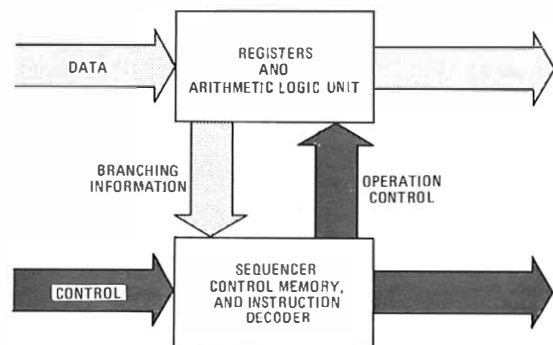 REGISTERS
AND
ARITHMETIC LOGIC UNIT
DATA
BRANCHING
INFORMATION
OPERATION
CONTROL
SEQUENCER
CONTROL MEMORY,
AND INSTRUCTION
DECODER
CONTROL